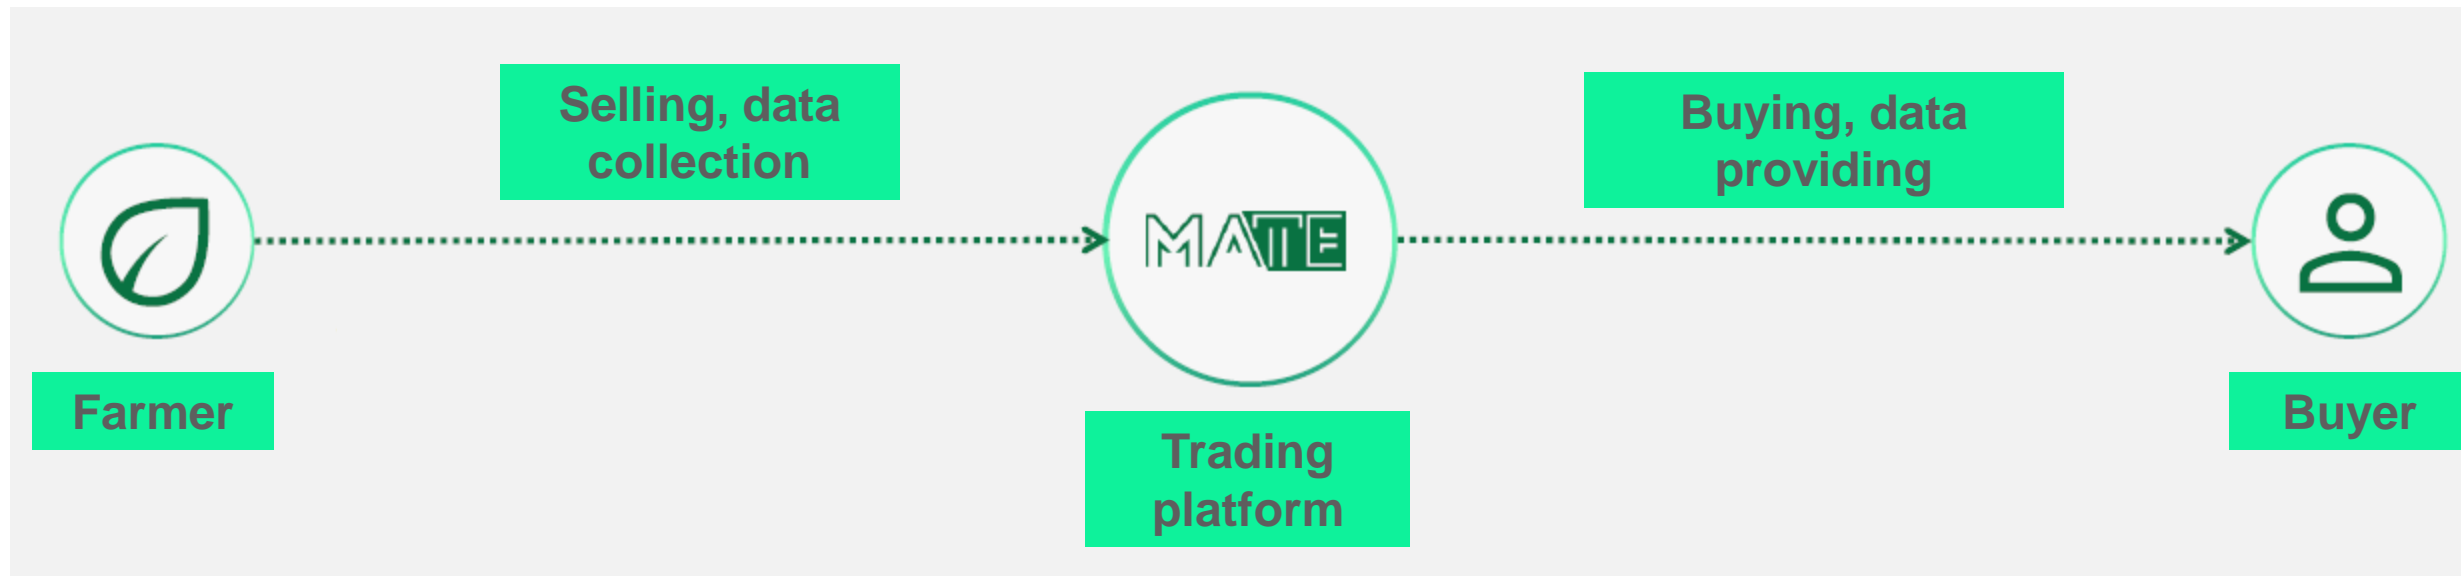 Selling, data
collection
Buying, data
providing
MATE
Farmer
Buyer
Trading
platform